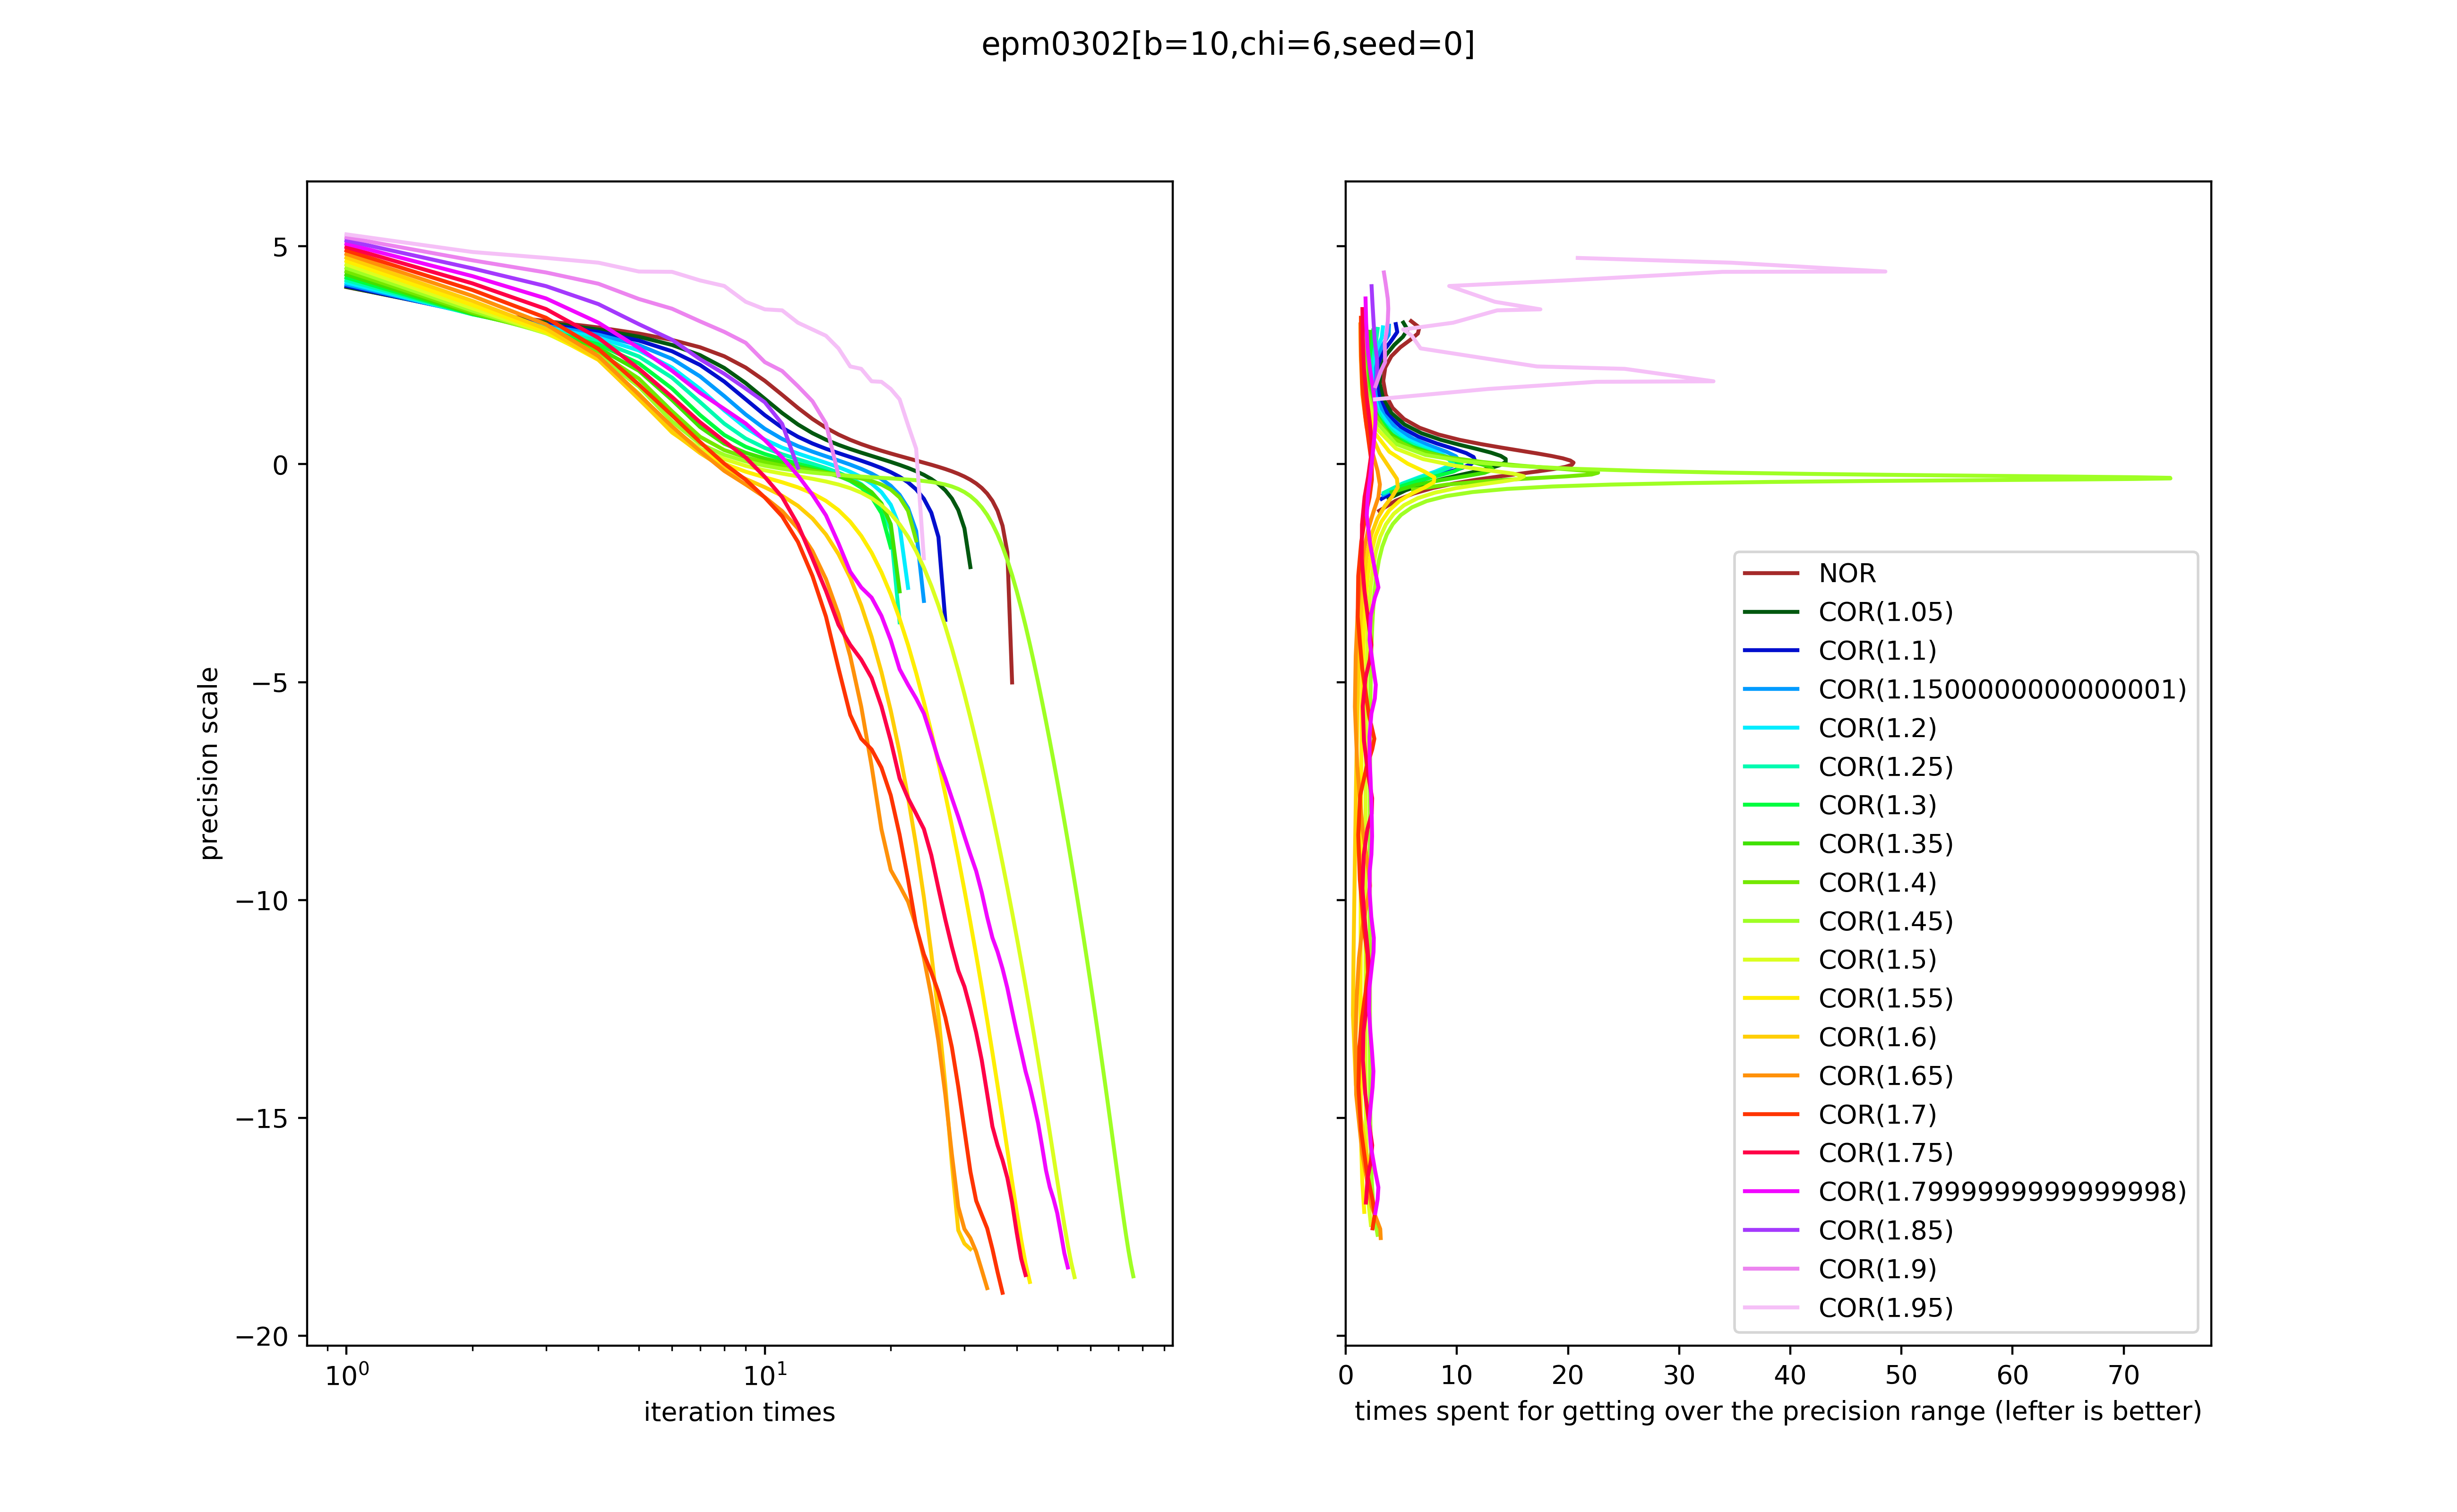 epm0302[b=10,chi=6,seed=0]
precision scale
5
0
−5
−10
−15
−20
10⁰
10¹
iteration times
0
10
20
30
40
50
60
70
times spent for getting over the precision range (lefter is better)
NOR
COR(1.05)
COR(1.1)
COR(1.1500000000000001)
COR(1.2)
COR(1.25)
COR(1.3)
COR(1.35)
COR(1.4)
COR(1.45)
COR(1.5)
COR(1.55)
COR(1.6)
COR(1.65)
COR(1.7)
COR(1.75)
COR(1.7999999999999998)
COR(1.85)
COR(1.9)
COR(1.95)